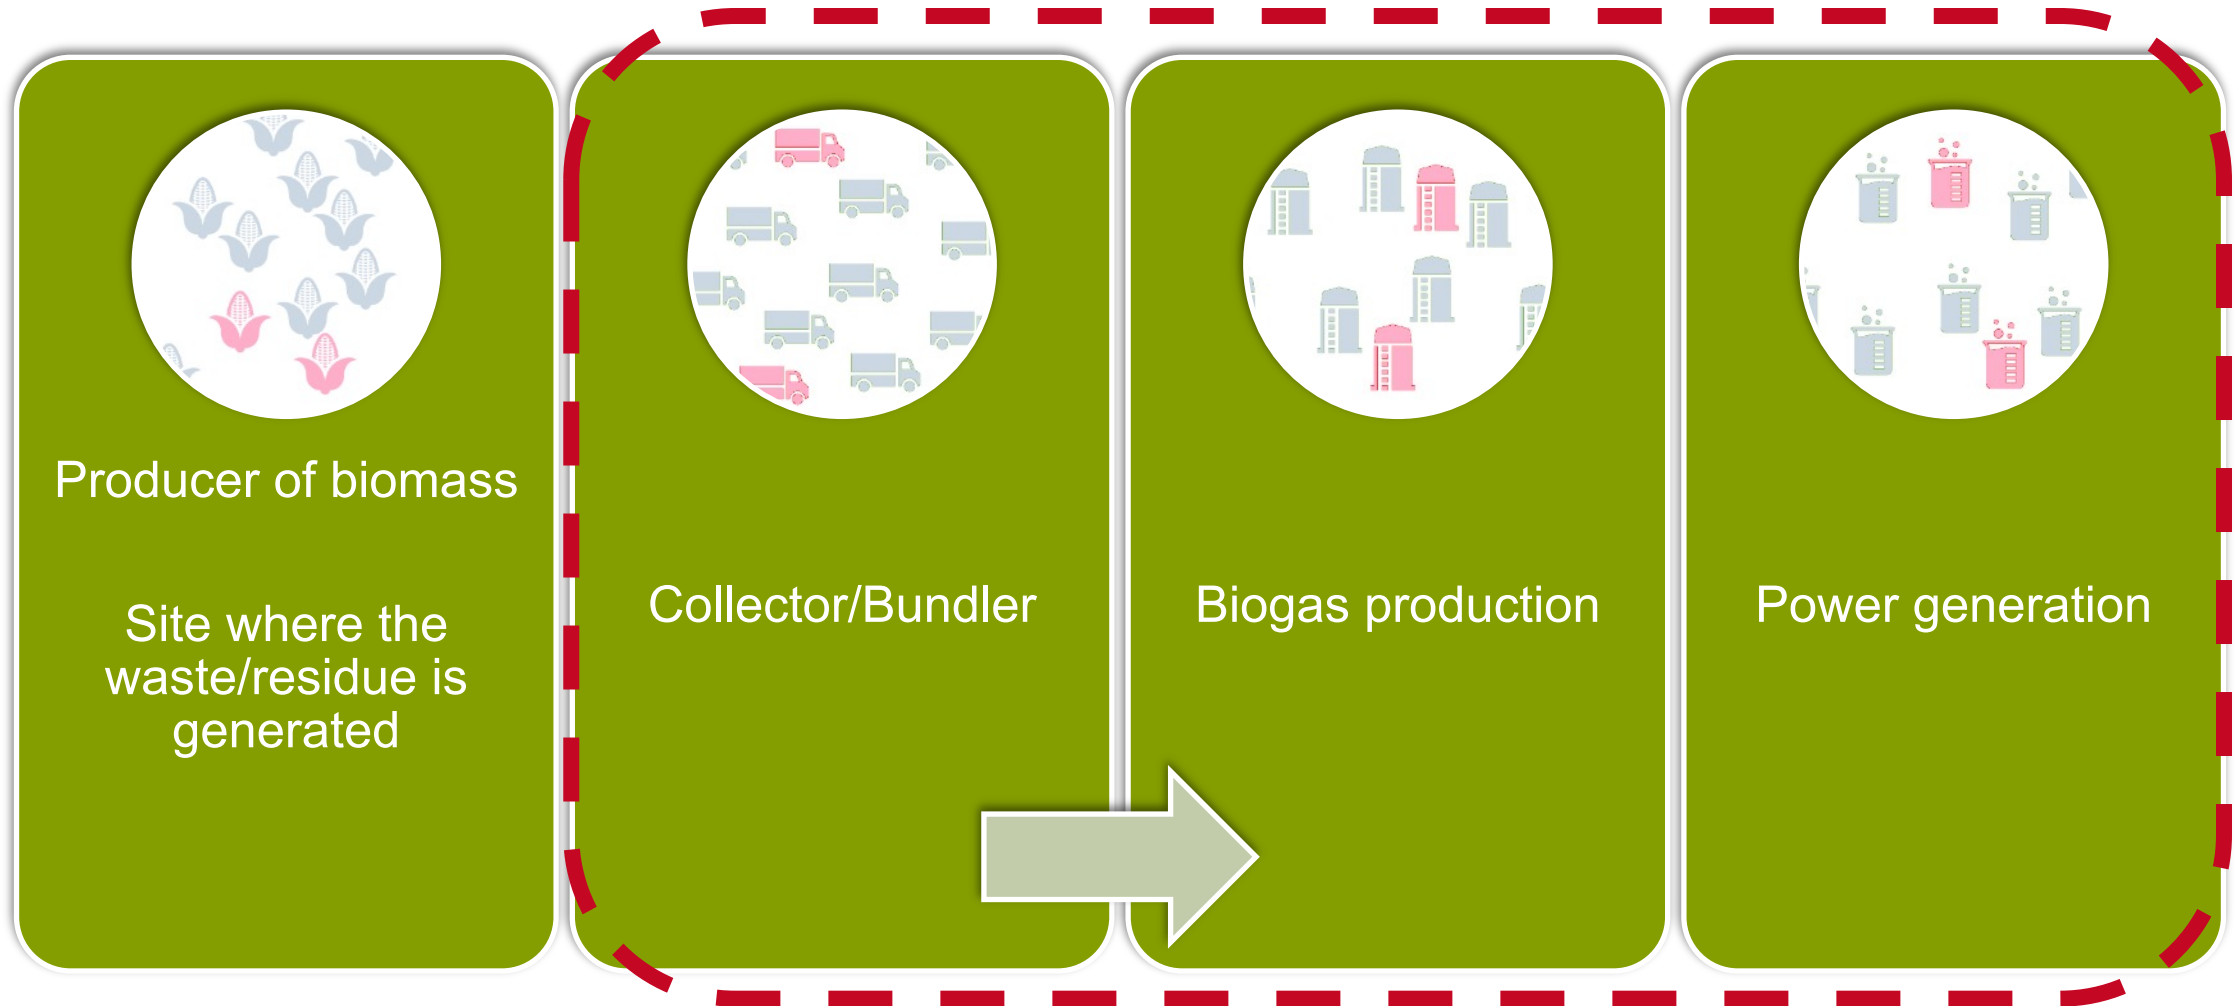 Producer of biomass
Site where the
waste/residue is
generated
Collector/Bundler
Biogas production
Power generation